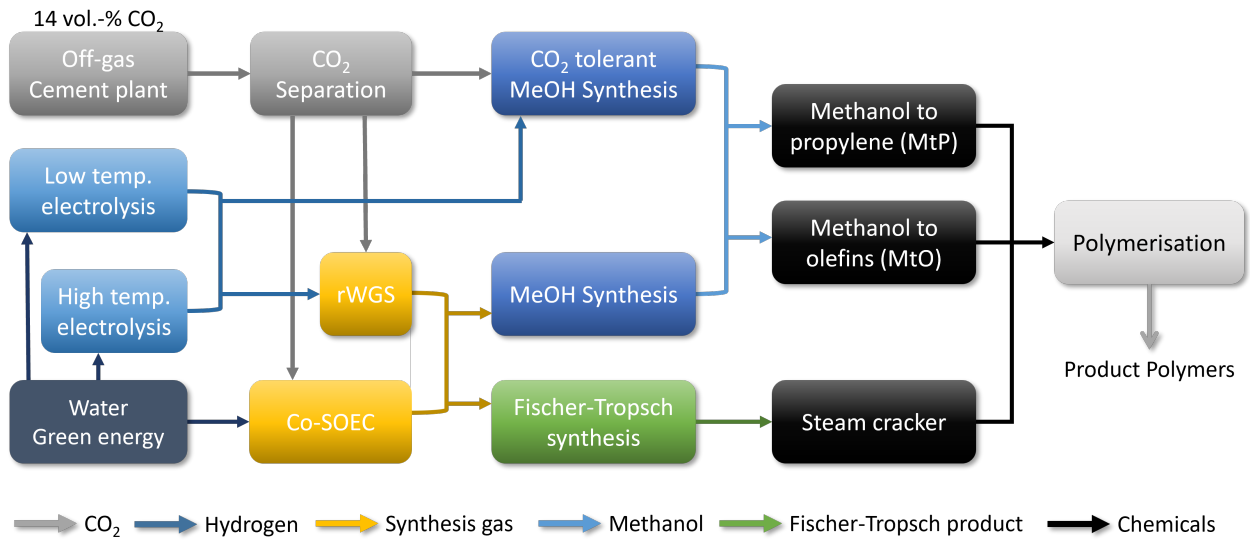 14 vol.-% CO₂
Off-gas
Cement plant
CO₂
Separation
CO₂ tolerant
MeOH Synthesis
Methanol to
propylene (MtP)
Low temp.
electrolysis
Methanol to
olefins (MtO)
Polymerisation
High temp.
electrolysis
rWGS
MeOH Synthesis
Product Polymers
Water
Green energy
Co-SOEC
Fischer-Tropsch
synthesis
Steam cracker
CO₂
Hydrogen
Synthesis gas
Methanol
Fischer-Tropsch product
Chemicals